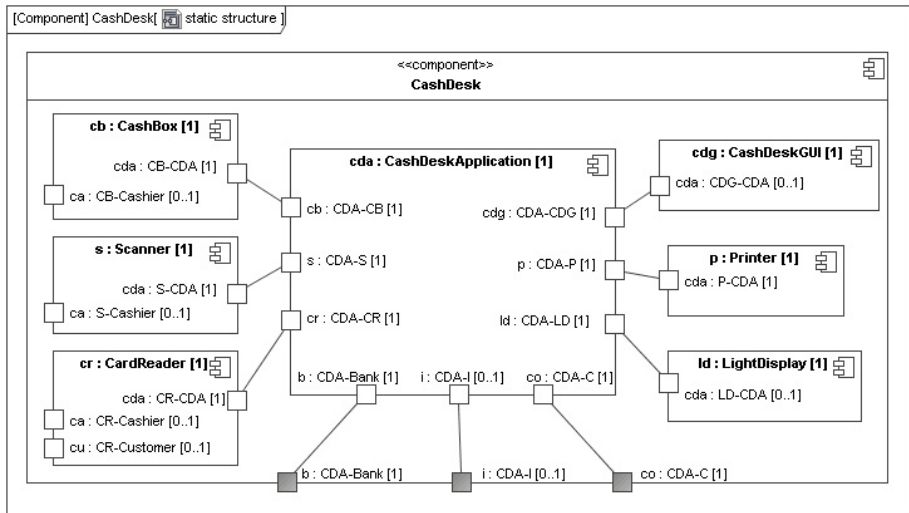 [Component] CashDesk[ static structure ]
<<component>>
CashDesk
cb : CashBox [1]
cda : CB-CDA [1]
ca : CB-Cashier [0..1]
s : Scanner [1]
cda : S-CDA [1]
ca : S-Cashier [0..1]
cr : CardReader [1]
cda : CR-CDA [1]
ca : CR-Cashier [0..1]
cu : CR-Customer [0..1]
cda : CashDeskApplication [1]
cb : CDA-CB [1]
cdg : CDA-CDG [1]
s : CDA-S [1]
p : CDA-P [1]
cr : CDA-CR [1]
ld : CDA-LD [1]
b : CDA-Bank [1]
i : CDA-I [0..1]
co : CDA-C [1]
cdg : CashDeskGUI [1]
cda : CDG-CDA [0..1]
p : Printer [1]
cda : P-CDA [1]
ld : LightDisplay [1]
cda : LD-CDA [0..1]
b : CDA-Bank [1]
i : CDA-I [0..1]
co : CDA-C [1]